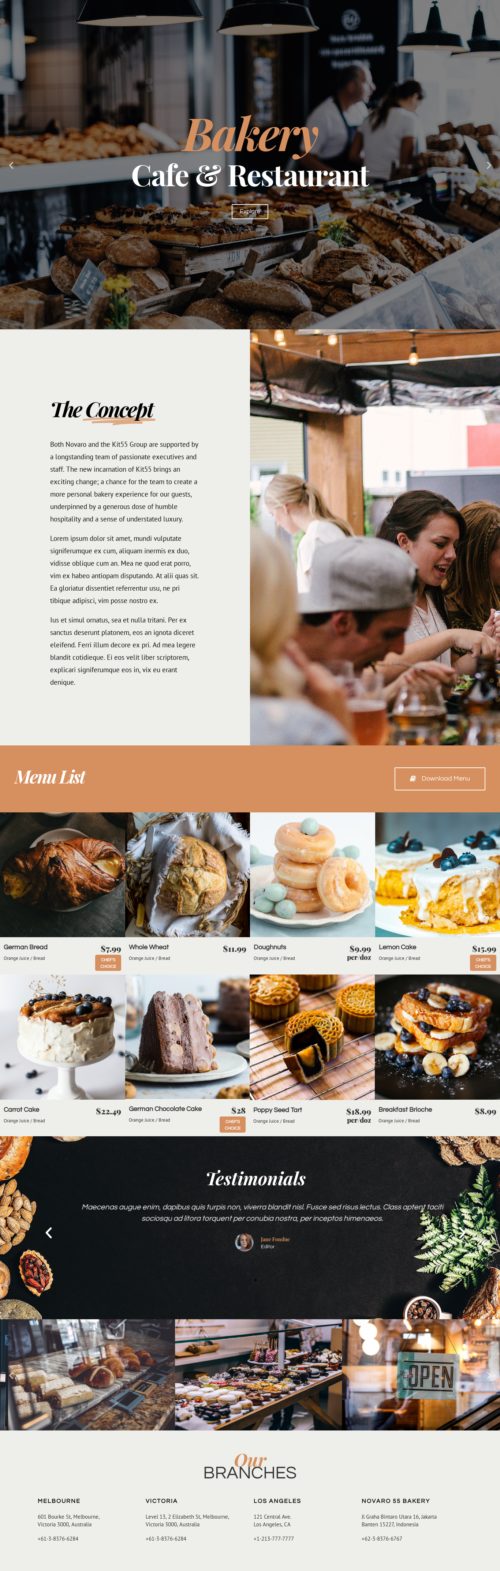 Bakery
Cafe & Restaurant
Explore
The Concept
Both Novaro and the Kit55 Group are supported by
a longstanding team of passionate executives and
staff. The new incarnation of Kit55 brings an
exciting change; a chance for the team to create a
more personal bakery experience for our guests,
underpinned by a generous dose of humble
hospitality and a sense of understated luxury.
Lorem ipsum dolor sit amet, mundi vulputate
signiferumque ex cum, aliquam inermis ex duo,
vidisse oblique cum an. Mea ne quod erat porro,
vim ex habeo antiopam disputando. At alii quas sit.
Ea gloriatur dissentiet referrentur usu, ne pri
tibique adipisci, vim posse nostro ex.
Ius et simul ornatus, sea et nulla tritani. Per ex
sanctus deserunt platonem, eos an ignota diceret
eleifend. Ferri illum decore ex pri. Ad mea legere
blandit cotidieque. Ei eos velit liber scriptorem,
explicari signiferumque eos in, vix eu erant
denique.
Menu List
Download Menu
German Bread
$7.99
Orange Juice / Bread
CHEF'S
CHOICE
Whole Wheat
$11.99
Orange Juice / Bread
Doughnuts
$9.99
per/doz
Orange Juice / Bread
Lemon Cake
$15.99
Orange Juice / Bread
CHEF'S
CHOICE
Carrot Cake
$22.49
Orange Juice / Bread
German Chocolate Cake
$28
Orange Juice / Bread
CHEF'S
CHOICE
Poppy Seed Tart
$18.99
per/doz
Orange Juice / Bread
Breakfast Brioche
$8.99
Orange Juice / Bread
Testimonials
Maecenas augue enim, dapibus quis turpis non, viverra blandit nisl. Fusce sed risus lectus. Class aptent taciti
sociosqu ad litora torquent per conubia nostra, per inceptos himenaeos.
Jane Fondue
Editor
OPEN
Our
BRANCHES
MELBOURNE
601 Bourke St, Melbourne,
Victoria 3000, Australia
+61-3-8376-6284
VICTORIA
Level 13, 2 Elizabeth St, Melbourne,
Victoria 3000, Australia
+61-3-8376-6284
LOS ANGELES
121 Central Ave.
Los Angeles, CA
+1-213-777-7777
NOVARO 55 BAKERY
Jl Graha Bintaro Utara 16, Jakarta
Banten 15227, Indonesia
+62-5-8376-6767